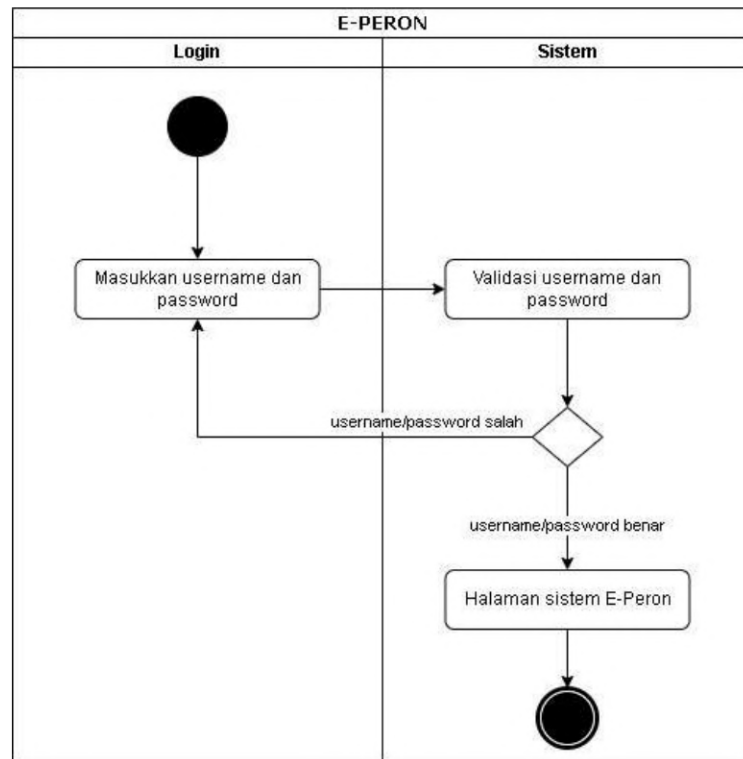 E-PERON
Login
Sistem
Masukkan username dan
password
Validasi username dan
password
username/password salah
username/password benar
Halaman sistem E-Peron